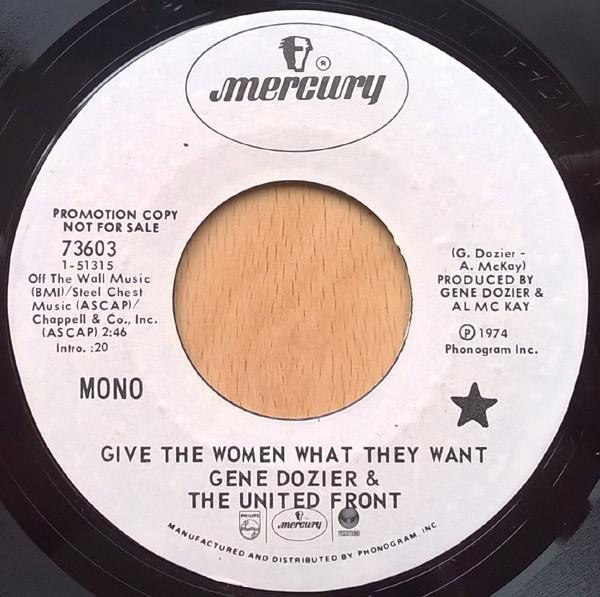 mercury
®
PROMOTION COPY
NOT FOR SALE
73603
1-51315
Off The Wall Music
(BMI)/Steel Chest
Music (ASCAP)/
Chappell & Co., Inc.
(ASCAP) 2:46
Intro. :20
MONO
(G. Dozier -
A. McKay)
PRODUCED BY
GENE DOZIER &
AL MC KAY
℗ 1974
Phonogram Inc.
GIVE THE WOMEN WHAT THEY WANT
GENE DOZIER &
THE UNITED FRONT
PHILIPS
mercury
VERTIGO
MANUFACTURED AND DISTRIBUTED BY PHONOGRAM, INC